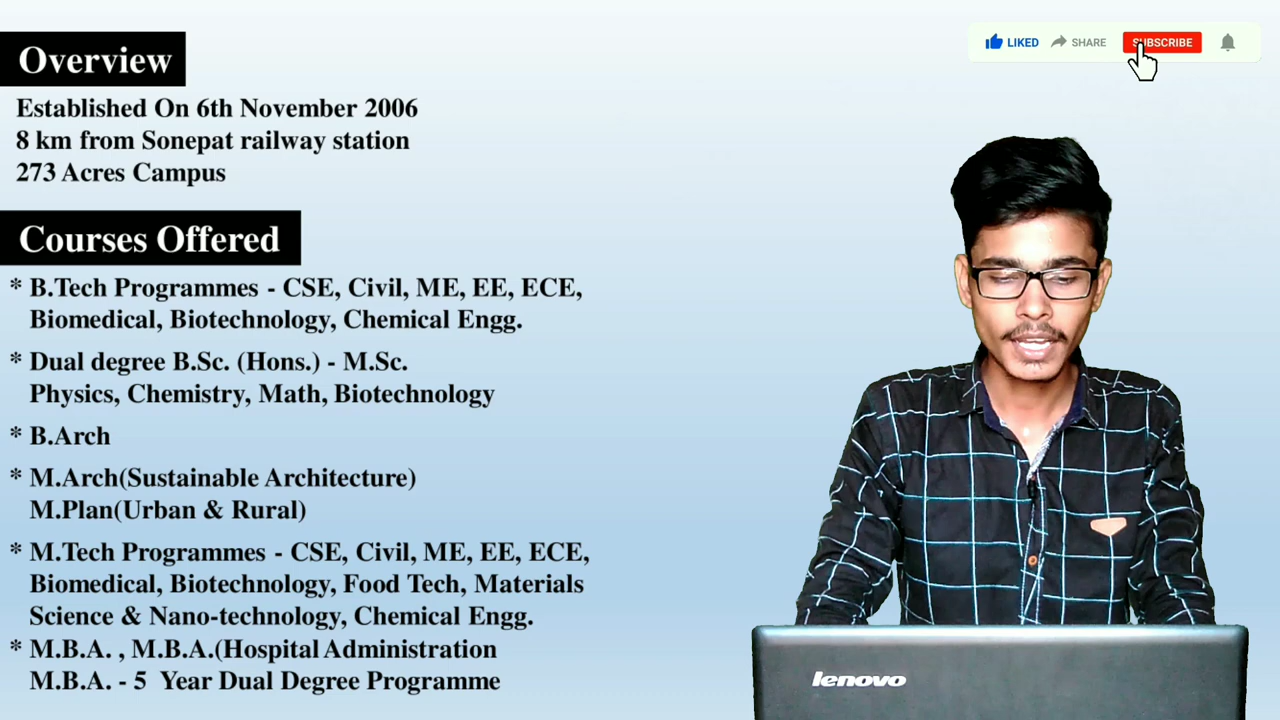 Overview
Established On 6th November 2006
8 km from Sonepat railway station
273 Acres Campus
Courses Offered
* B.Tech Programmes - CSE, Civil, ME, EE, ECE,
Biomedical, Biotechnology, Chemical Engg.
* Dual degree B.Sc. (Hons.) - M.Sc.
Physics, Chemistry, Math, Biotechnology
* B.Arch
* M.Arch(Sustainable Architecture)
M.Plan(Urban & Rural)
* M.Tech Programmes - CSE, Civil, ME, EE, ECE,
Biomedical, Biotechnology, Food Tech, Materials
Science & Nano-technology, Chemical Engg.
* M.B.A. , M.B.A.(Hospital Administration
M.B.A. - 5 Year Dual Degree Programme
LIKED SHARE SUBSCRIBE
lenovo